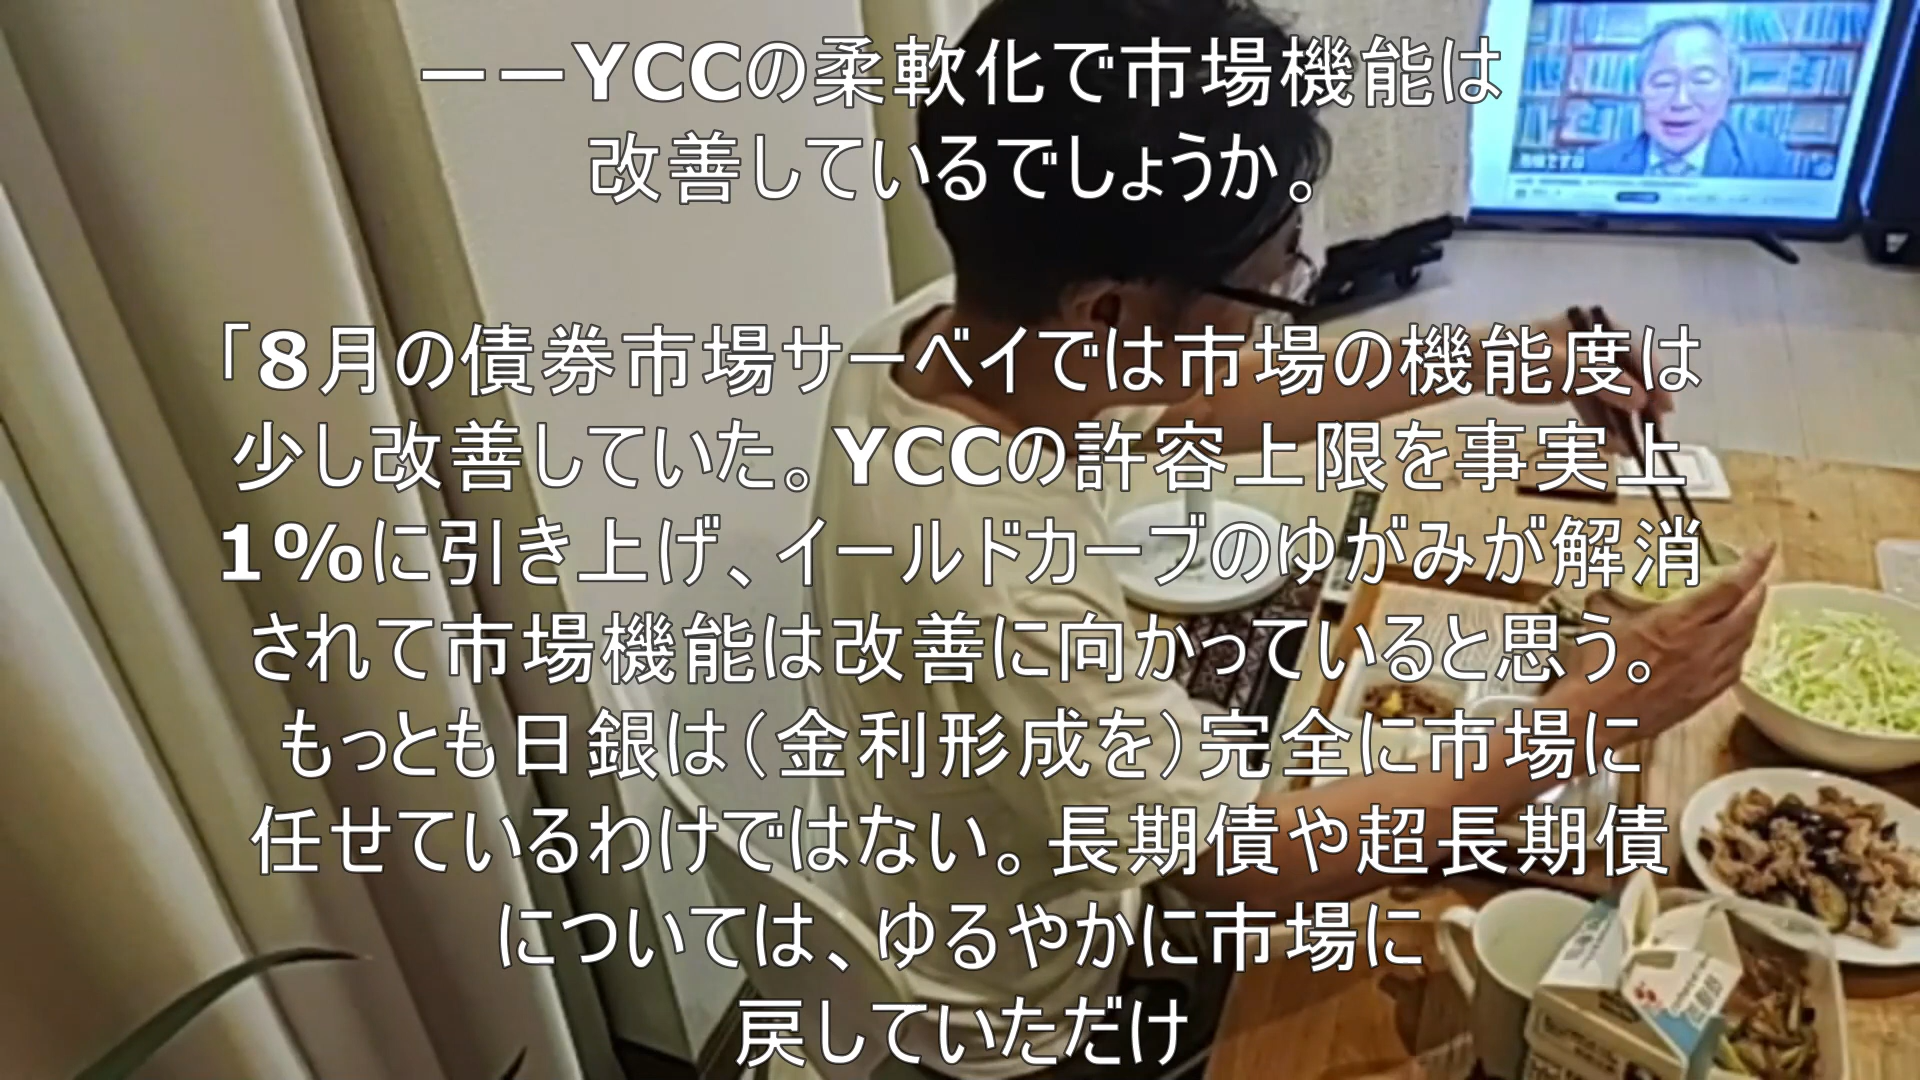 ――YCCの柔軟化で市場機能は
改善しているでしょうか。
「8月の債券市場サーベイでは市場の機能度は
少し改善していた。YCCの許容上限を事実上
1%に引き上げ、イールドカーブのゆがみが解消
されて市場機能は改善に向かっていると思う。
もっとも日銀は（金利形成を）完全に市場に
任せているわけではない。長期債や超長期債
については、ゆるやかに市場に
戻していただけ